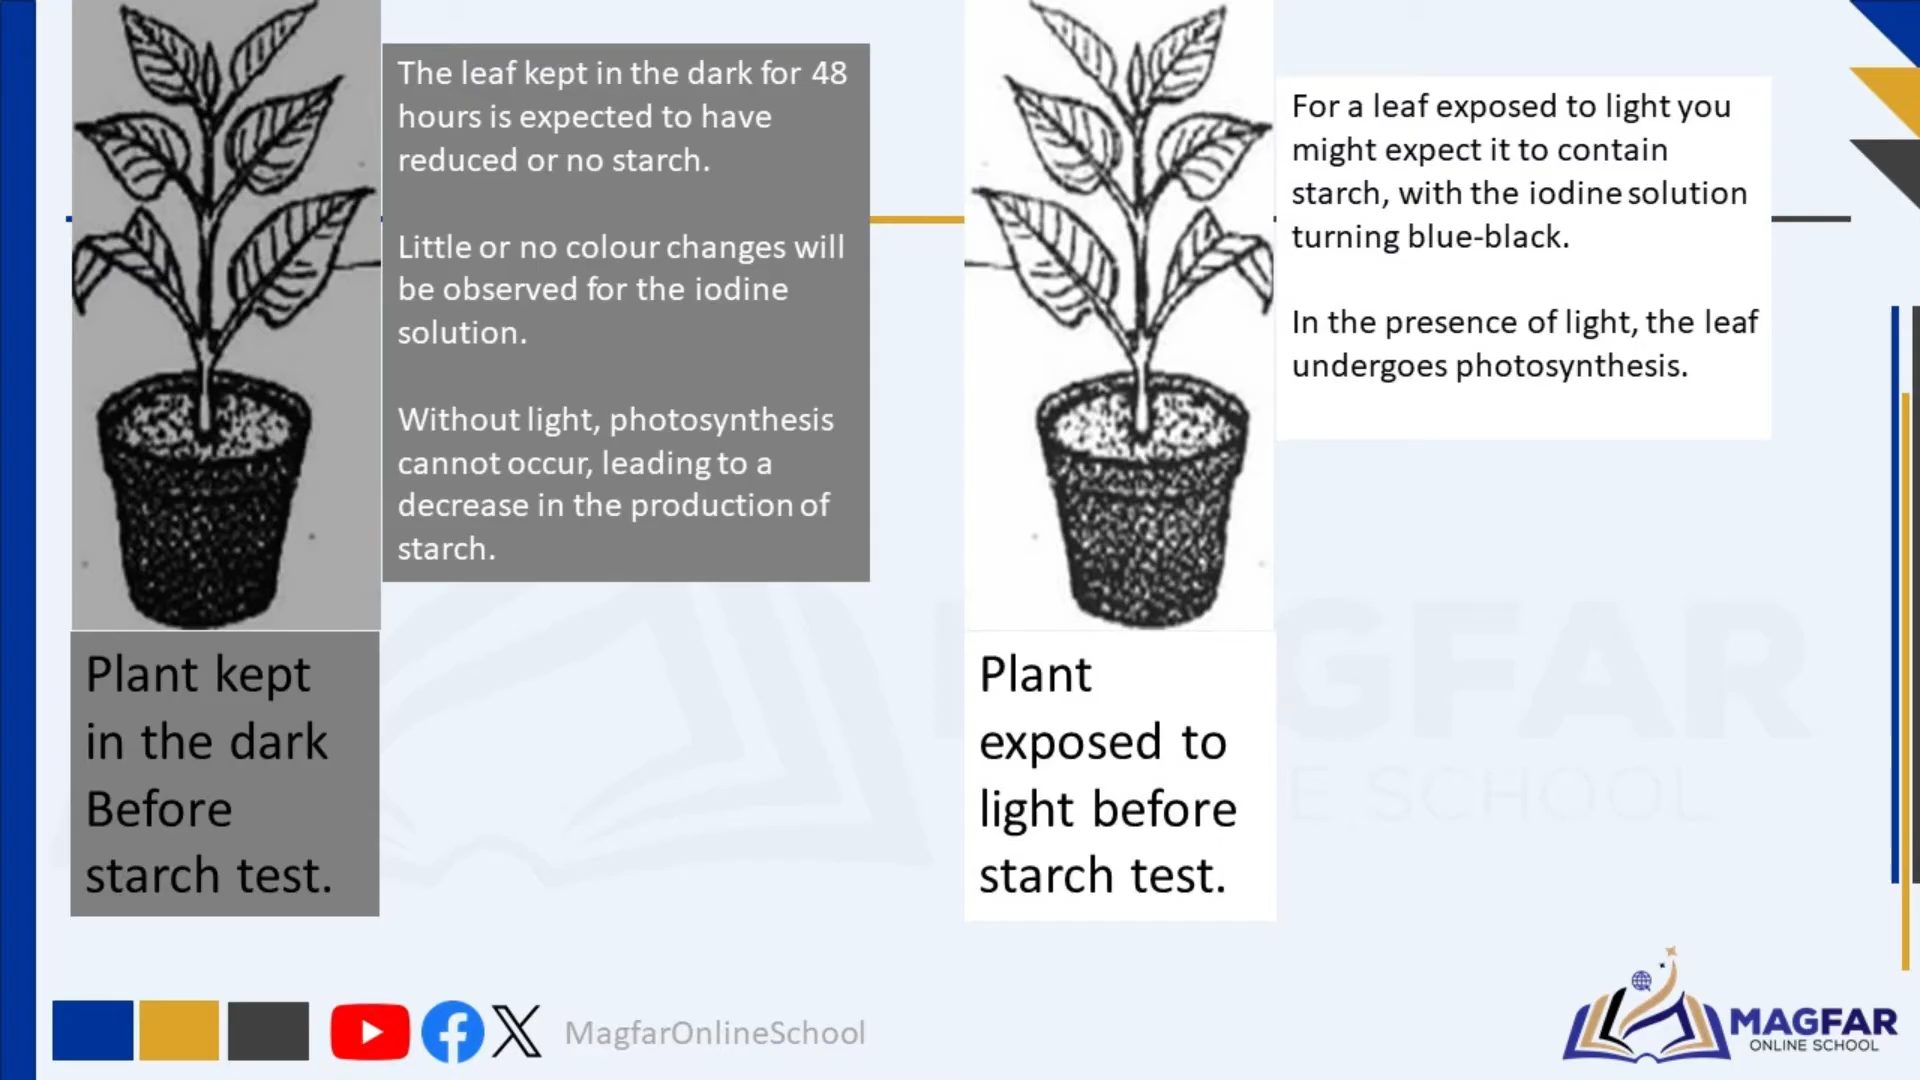 The leaf kept in the dark for 48
hours is expected to have
reduced or no starch.
Little or no colour changes will
be observed for the iodine
solution.
Without light, photosynthesis
cannot occur, leading to a
decrease in the production of
starch.
Plant kept
in the dark
Before
starch test.
For a leaf exposed to light you
might expect it to contain
starch, with the iodine solution
turning blue-black.
In the presence of light, the leaf
undergoes photosynthesis.
Plant
exposed to
light before
starch test.
MAGFAR
E SCHOOL
MagfarOnlineSchool
MAGFAR
ONLINE SCHOOL